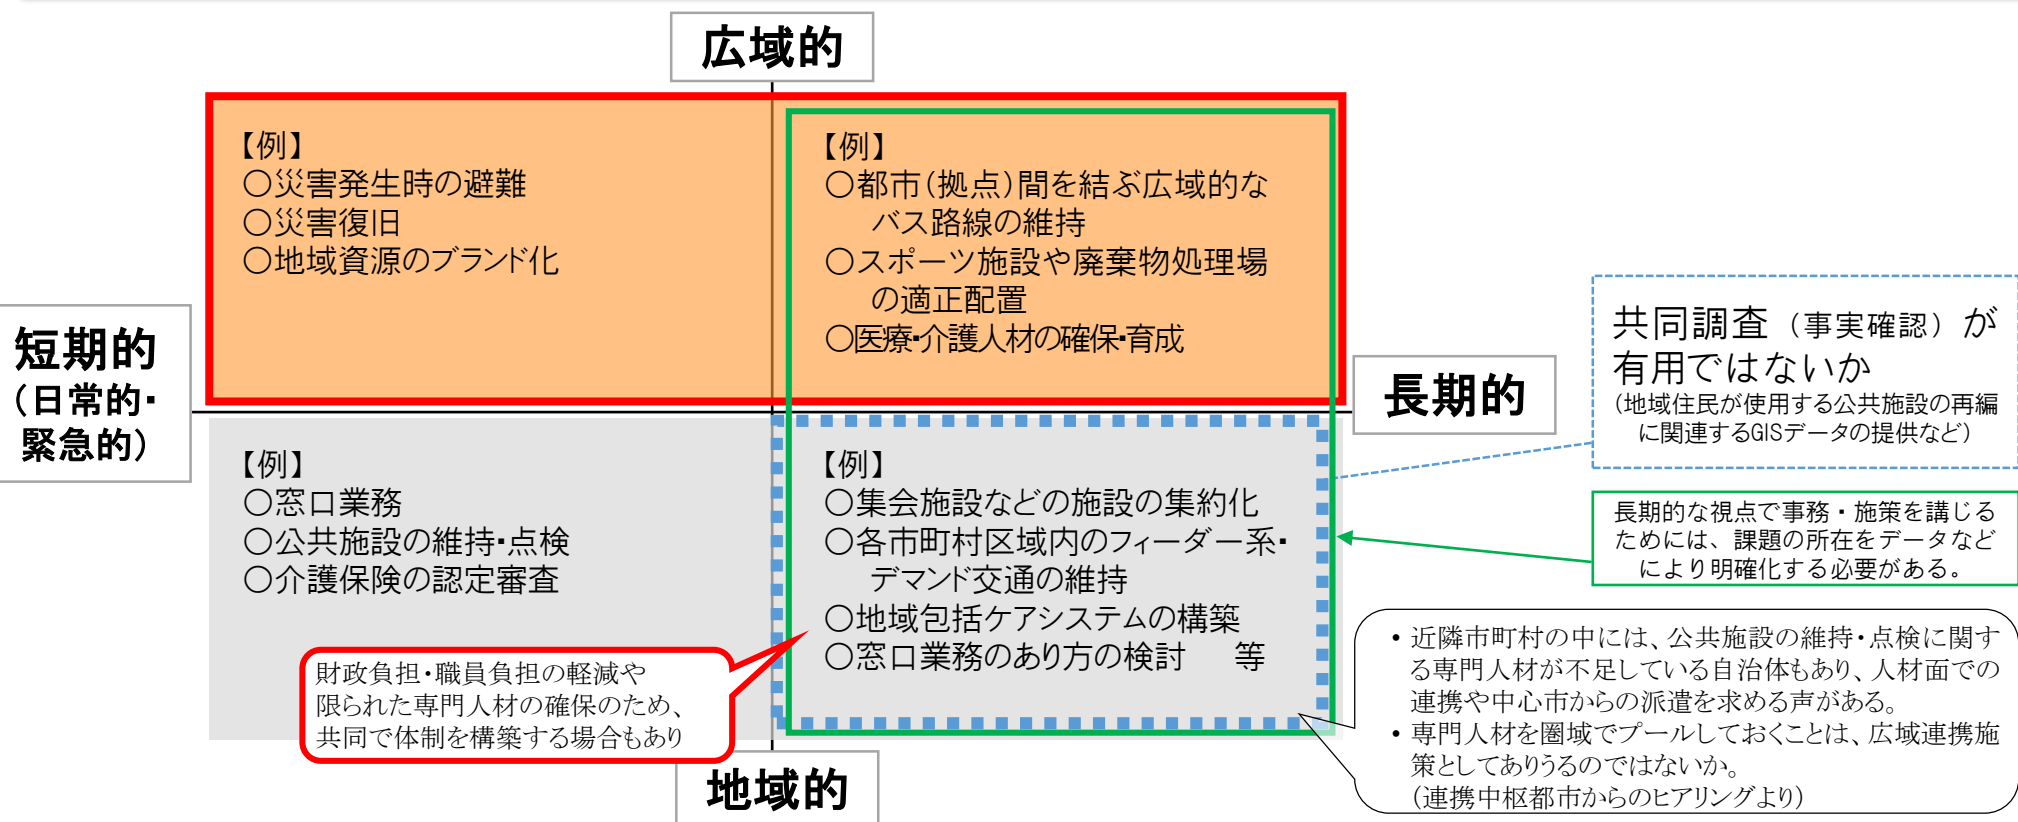 広域的
【例】
○災害発生時の避難
○災害復旧
○地域資源のブランド化
【例】
○都市（拠点）間を結ぶ広域的な
バス路線の維持
○スポーツ施設や廃棄物処理場
の適正配置
○医療・介護人材の確保・育成
短期的
（日常的・
緊急的）
長期的
共同調査（事実確認）が
有用ではないか
（地域住民が使用する公共施設の再編
に関連するGISデータの提供など）
【例】
○窓口業務
○公共施設の維持・点検
○介護保険の認定審査
【例】
○集会施設などの施設の集約化
○各市町村区域内のフィーダー系・
デマンド交通の維持
○地域包括ケアシステムの構築
○窓口業務のあり方の検討　等
長期的な視点で事務・施策を講じる
ためには、課題の所在をデータなど
により明確化する必要がある。
財政負担・職員負担の軽減や
限られた専門人材の確保のため、
共同で体制を構築する場合もあり
• 近隣市町村の中には、公共施設の維持・点検に関す
る専門人材が不足している自治体もあり、人材面での
連携や中心市からの派遣を求める声がある。
• 専門人材を圏域でプールしておくことは、広域連携施
策としてありうるのではないか。
（連携中枢都市からのヒアリングより）
地域的